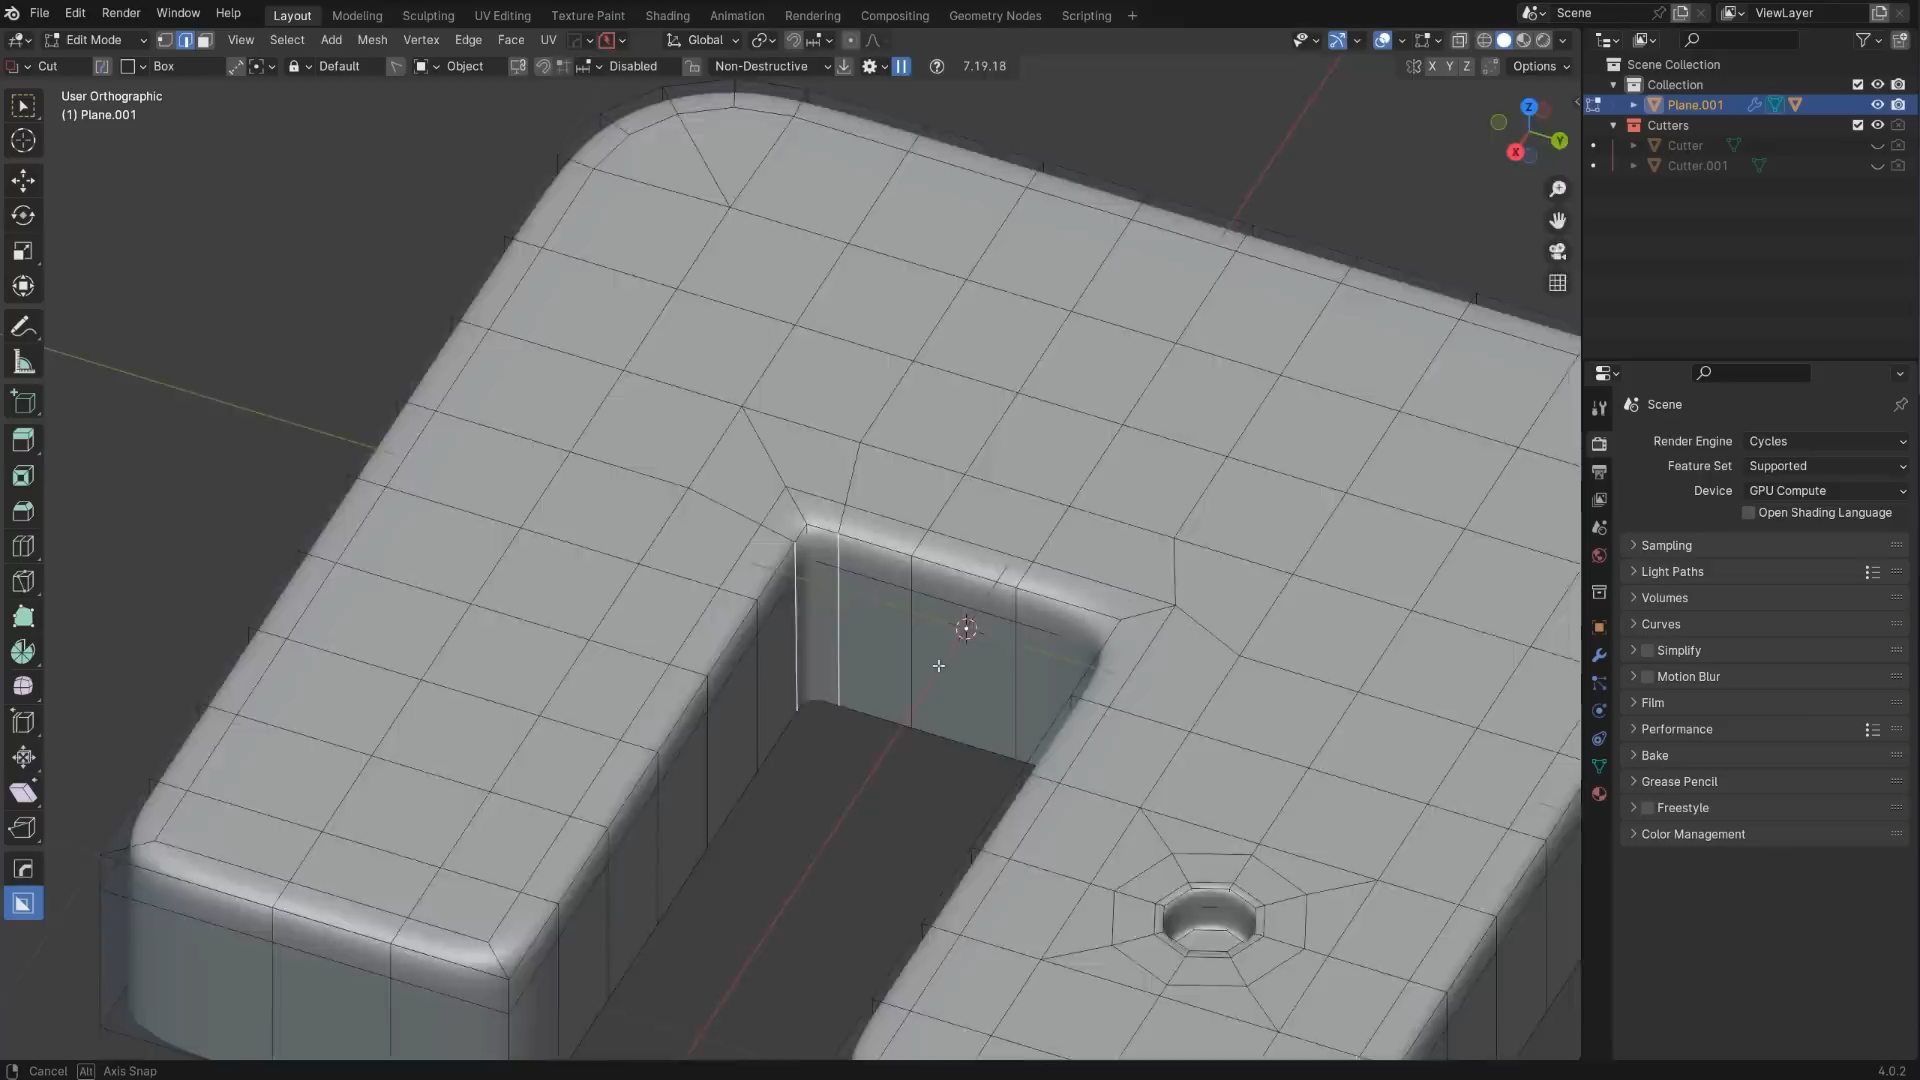 File Edit Render Window Help Layout Modeling Sculpting UV Editing Texture Paint Shading Animation Rendering Compositing Geometry Nodes Scripting + Scene ViewLayer
Edit Mode View Select Add Mesh Vertex Edge Face UV Global
Cut Box Default Object Disabled Non-Destructive 7.19.18 X Y Z Options
User Orthographic
(1) Plane.001
Z
Y
X
Scene Collection
Collection
Plane.001
Cutters
Cutter
Cutter.001
Scene
Render Engine Cycles
Feature Set Supported
Device GPU Compute
Open Shading Language
Sampling
Light Paths
Volumes
Curves
Simplify
Motion Blur
Film
Performance
Bake
Grease Pencil
Freestyle
Color Management
Cancel Alt Axis Snap 4.0.2